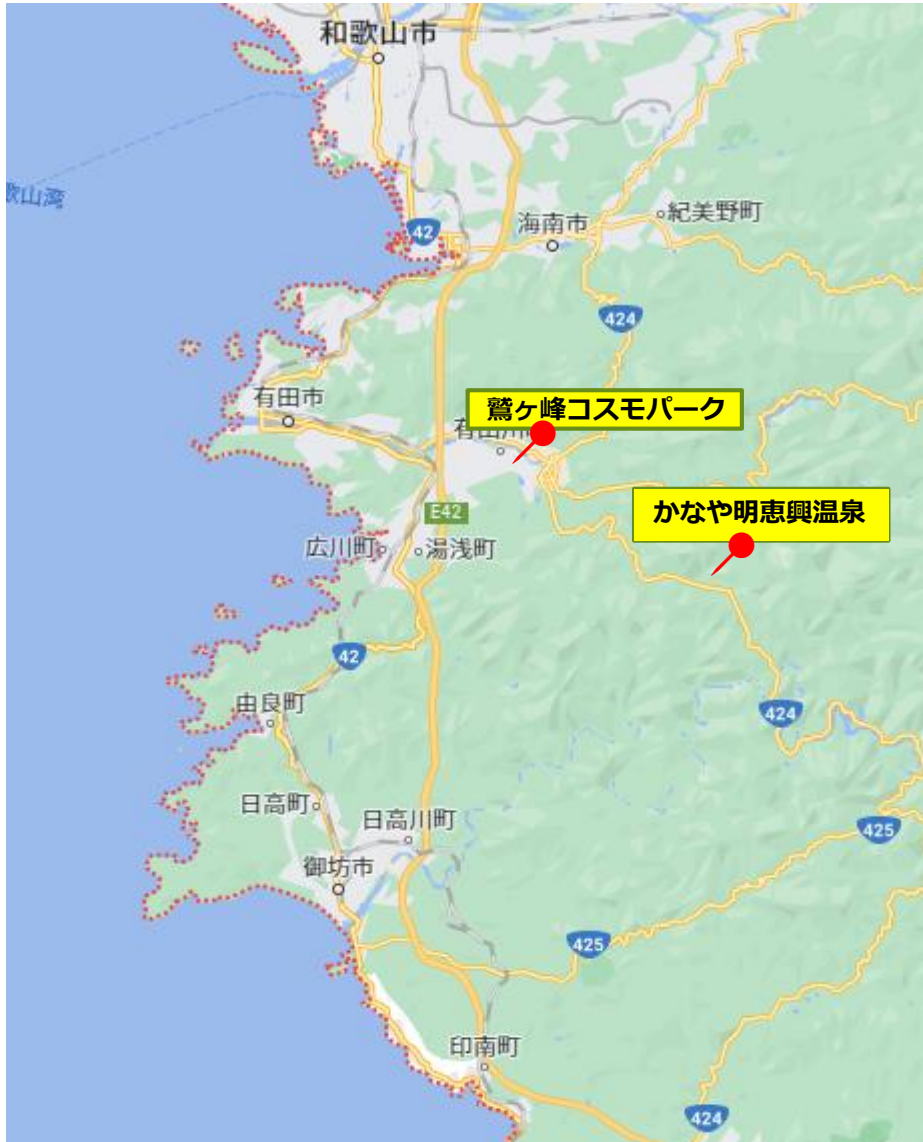 和歌山市
歌山湾
42
海南市
紀美野町
424
有田市
鷲ヶ峰コスモパーク
かなや明恵興温泉
E42
広川町
湯浅町
42
由良町
424
日高町
日高川町
425
御坊市
425
印南町
424